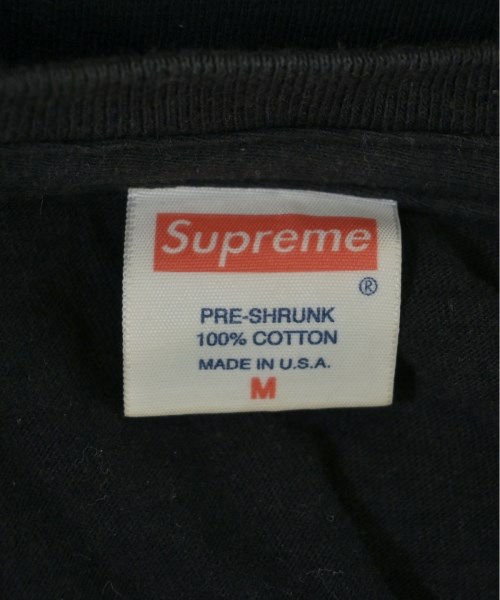 Supreme
®
PRE-SHRUNK
100% COTTON
MADE IN U.S.A.
M